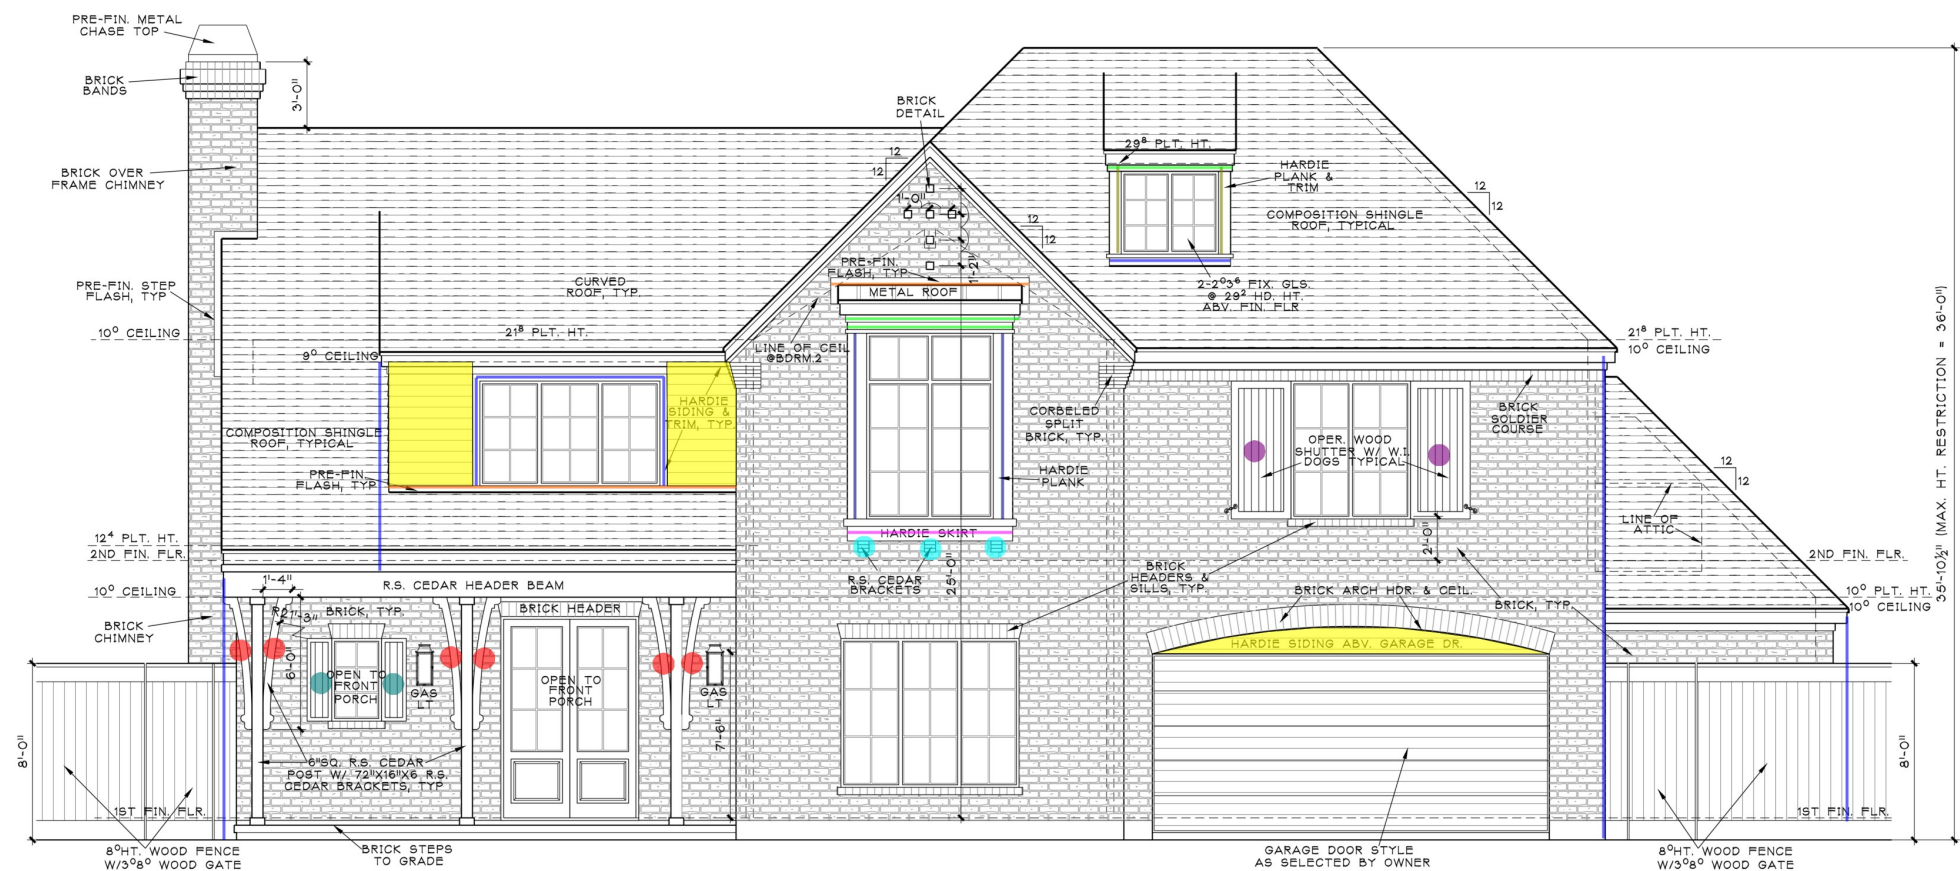 PRE-FIN. METAL
CHASE TOP
BRICK
BANDS
3'-0"
BRICK OVER
FRAME CHIMNEY
PRE-FIN. STEP
FLASH, TYP
10⁰ CEILING
9⁰ CEILING
21⁸ PLT. HT.
CURVED
ROOF, TYP.
COMPOSITION SHINGLE
ROOF, TYPICAL
PRE-FIN.
FLASH, TYP
HARDIE
SIDING &
TRIM, TYP.
12⁴ PLT. HT.
2ND FIN. FLR.
10⁰ CEILING
BRICK
CHIMNEY
BRICK
DETAIL
12
12
1'-0"
1'-2"
12
12
PRE-FIN.
FLASH, TYP
METAL ROOF
LINE OF CEIL
@BDRM.2
CORBELED
SPLIT
BRICK, TYP.
HARDIE
PLANK
HARDIE SKIRT
R.S. CEDAR
BRACKETS
25'-0"
BRICK
HEADERS &
SILLS, TYP.
29⁸ PLT. HT.
HARDIE
PLANK &
TRIM
COMPOSITION SHINGLE
ROOF, TYPICAL
12
12
2-2⁰3⁶ FIX. GLS.
@ 29² HD. HT.
ABV. FIN. FLR
21⁸ PLT. HT.
10⁰ CEILING
BRICK
SOLDIER
COURSE
OPER. WOOD
SHUTTER W/ W.I.
DOGS TYPICAL
2'-0"
12
12
LINE OF
ATTIC
2ND FIN. FLR.
10⁰ PLT. HT.
10⁰ CEILING
35'-10½" (MAX. HT. RESTRICTION = 36'-0")
BRICK ARCH HDR. & CEIL.
BRICK, TYP.
HARDIE SIDING ABV. GARAGE DR.
1'-4"
R.S. CEDAR HEADER BEAM
BRICK, TYP.
BRICK HEADER
6'-0"
OPEN TO
FRONT
PORCH
GAS
LT
OPEN TO
FRONT
PORCH
GAS
LT
7'-6"
6"SQ. R.S. CEDAR
POST W/ 72"X16"X6 R.S.
CEDAR BRACKETS, TYP
8'-0"
1ST FIN. FLR.
8⁰HT. WOOD FENCE
W/3⁰8⁰ WOOD GATE
BRICK STEPS
TO GRADE
GARAGE DOOR STYLE
AS SELECTED BY OWNER
8'-0"
1ST FIN. FLR.
8⁰HT. WOOD FENCE
W/3⁰8⁰ WOOD GATE